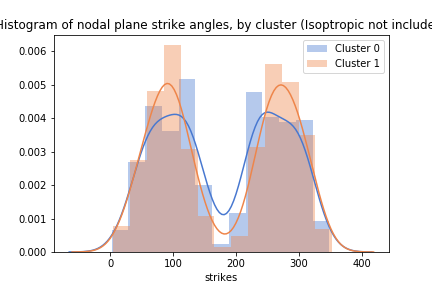 Histogram of nodal plane strike angles, by cluster (Isoptropic not include
Cluster 0
Cluster 1
0.006
0.005
0.004
0.003
0.002
0.001
0.000
0 100 200 300 400
strikes